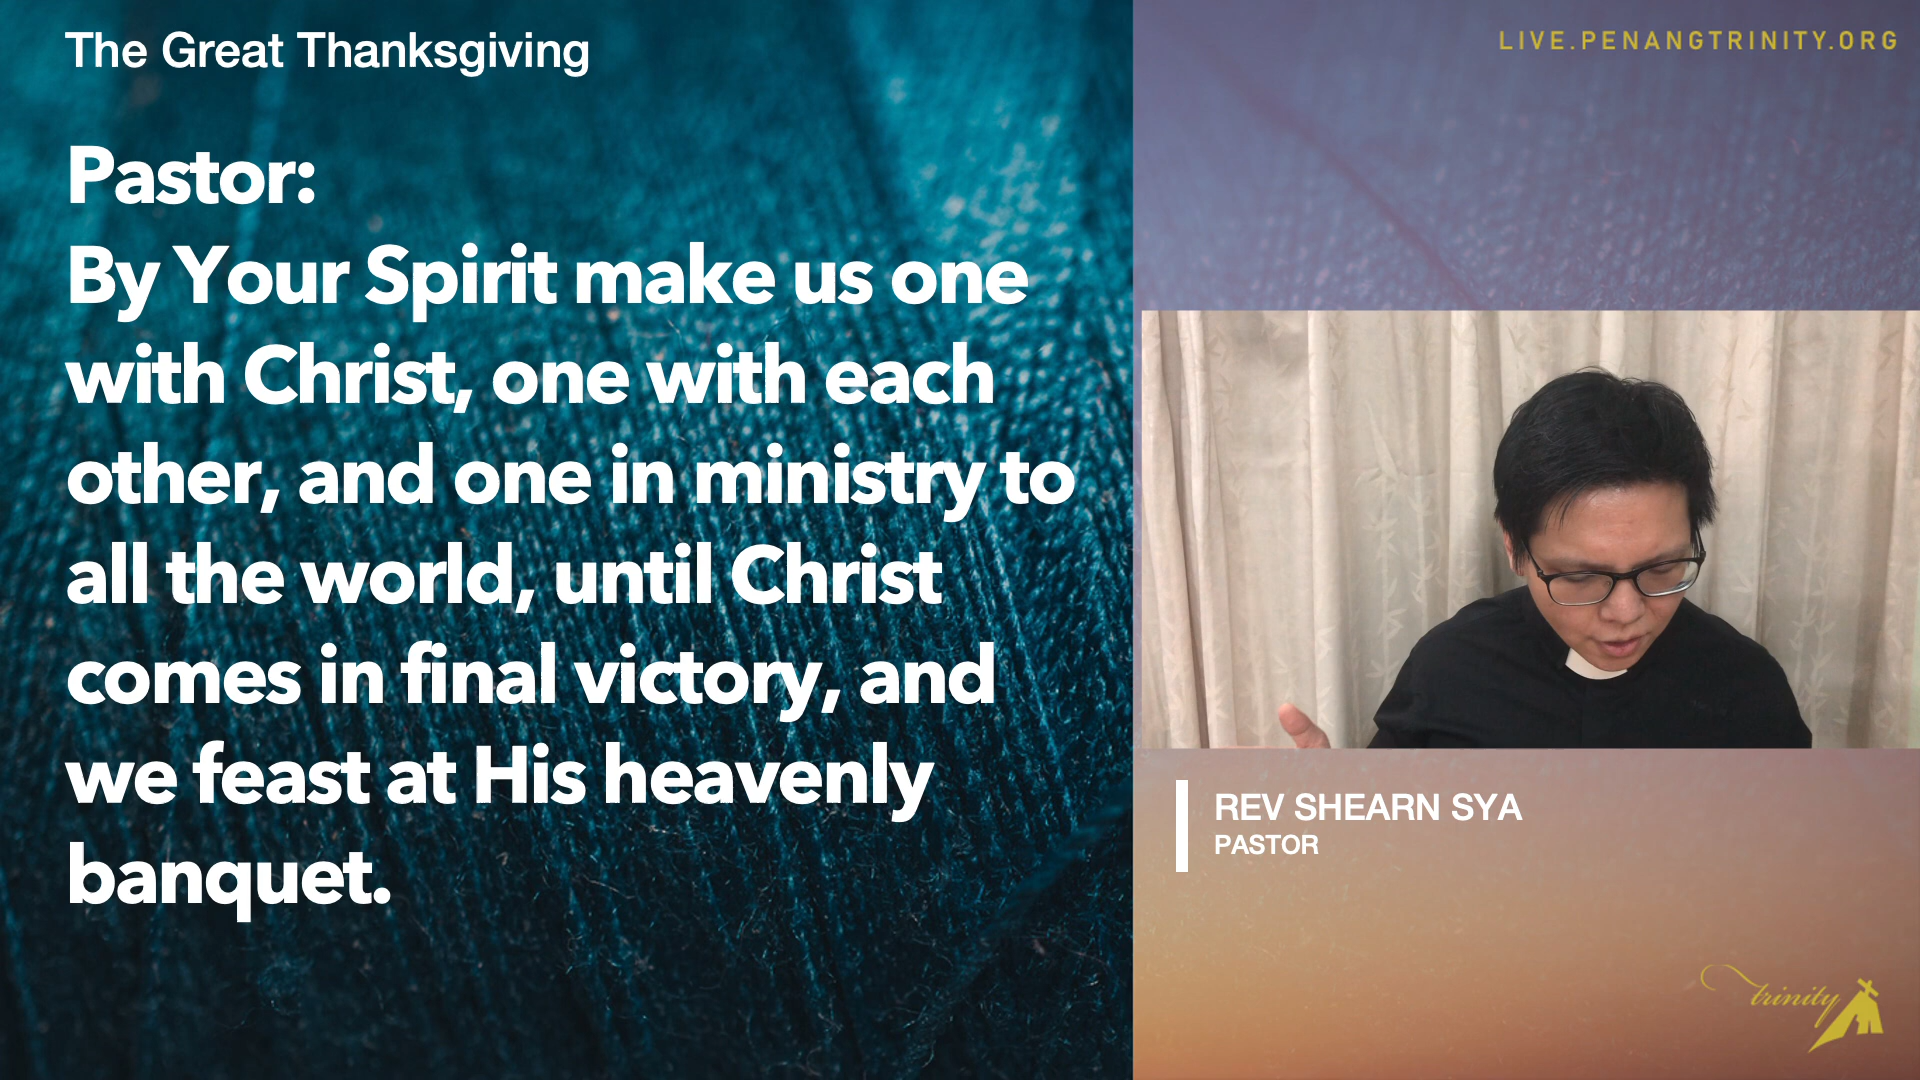 The Great Thanksgiving
Pastor:
By Your Spirit make us one
with Christ, one with each
other, and one in ministry to
all the world, until Christ
comes in final victory, and
we feast at His heavenly
banquet.
LIVE.PENANGTRINITY.ORG
REV SHEARN SYA
PASTOR
trinity